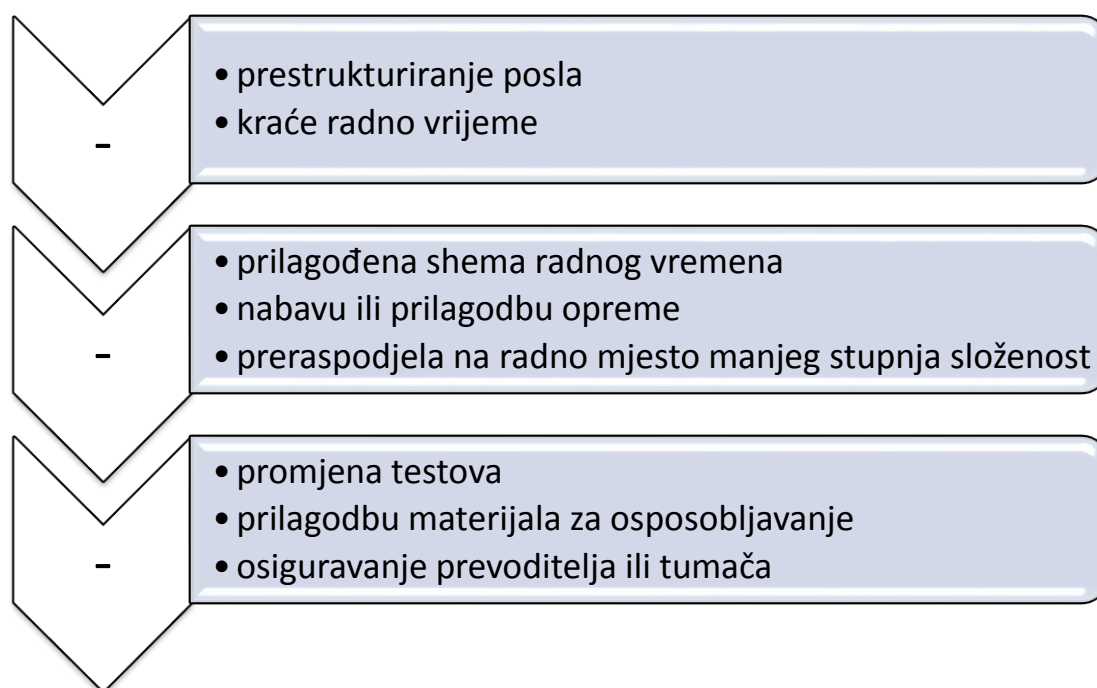 -
• prestrukturiranje posla
• kraće radno vrijeme
-
• prilagođena shema radnog vremena
• nabavu ili prilagodbu opreme
• preraspodjela na radno mjesto manjeg stupnja složenost
-
• promjena testova
• prilagodbu materijala za osposobljavanje
• osiguravanje prevoditelja ili tumača